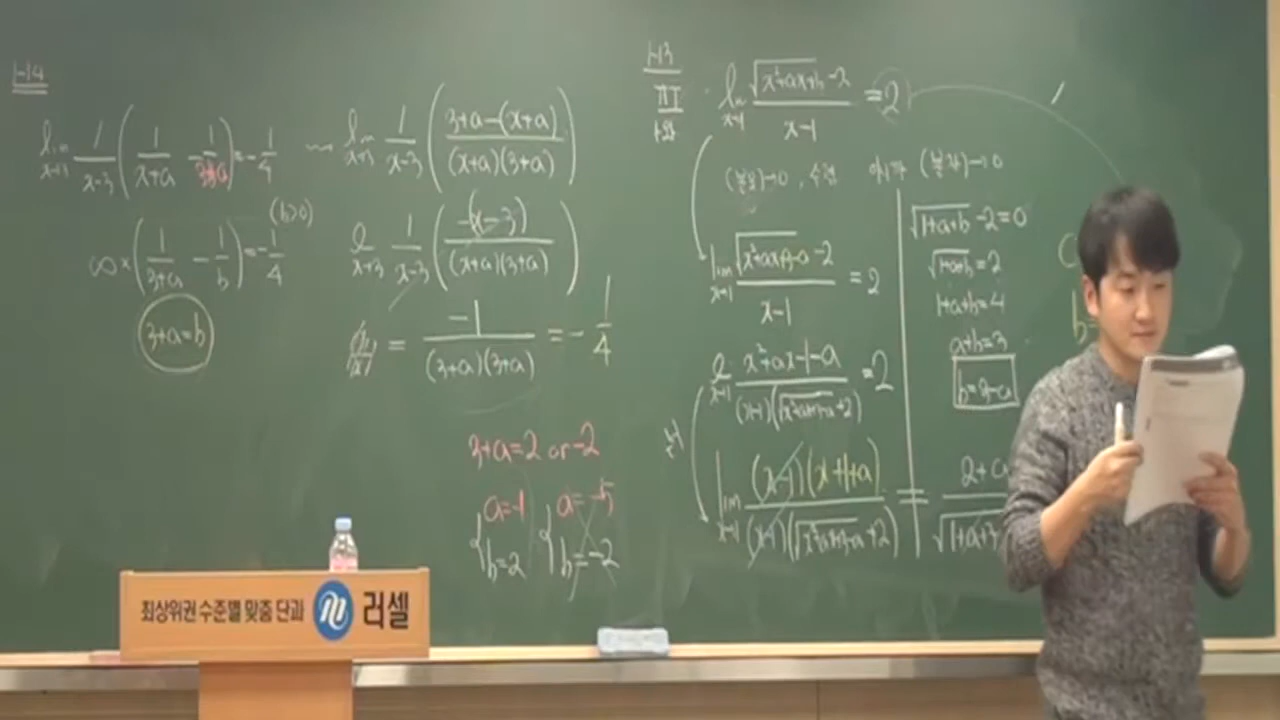 1-14
lim x→3 1/(x-3) (1/(x+a) - 1/(3+a)) = -1/4
(b>0)
∞×(1/(3+a) - 1/b) = -1/4
3+a=b
lim x→3 1/(x-3) ((3+a-(x+a))/((x+a)(3+a)))
x→3 1/(x-3) (-(x-3)/((x+a)(3+a)))
= -1/((3+a)(3+a)) = -1/4
3+a=2 or -2
a=-1 a=-5
b=2 b=-2
1-13
lim x→1 (√(x²+ax+b) -2)/(x-1) = 2
(분모)→0, 수렴 (분자)→0
lim x→1 (√(x²+ax+3-a) -2)/(x-1) = 2
x→1 (x²+ax-1-a)/((x-1)(√(x²+ax+3-a)+2)) = 2
lim x→1 ((x-1)(x+1+a))/((x-1)(√(x²+ax+3-a)+2)) =
√(1+a+b) -2=0
√(1+a+b) =2
1+a+b=4
a+b=3
b=3-a
2+a
b=
최상위권 수준별 맞춤 단과 러셀